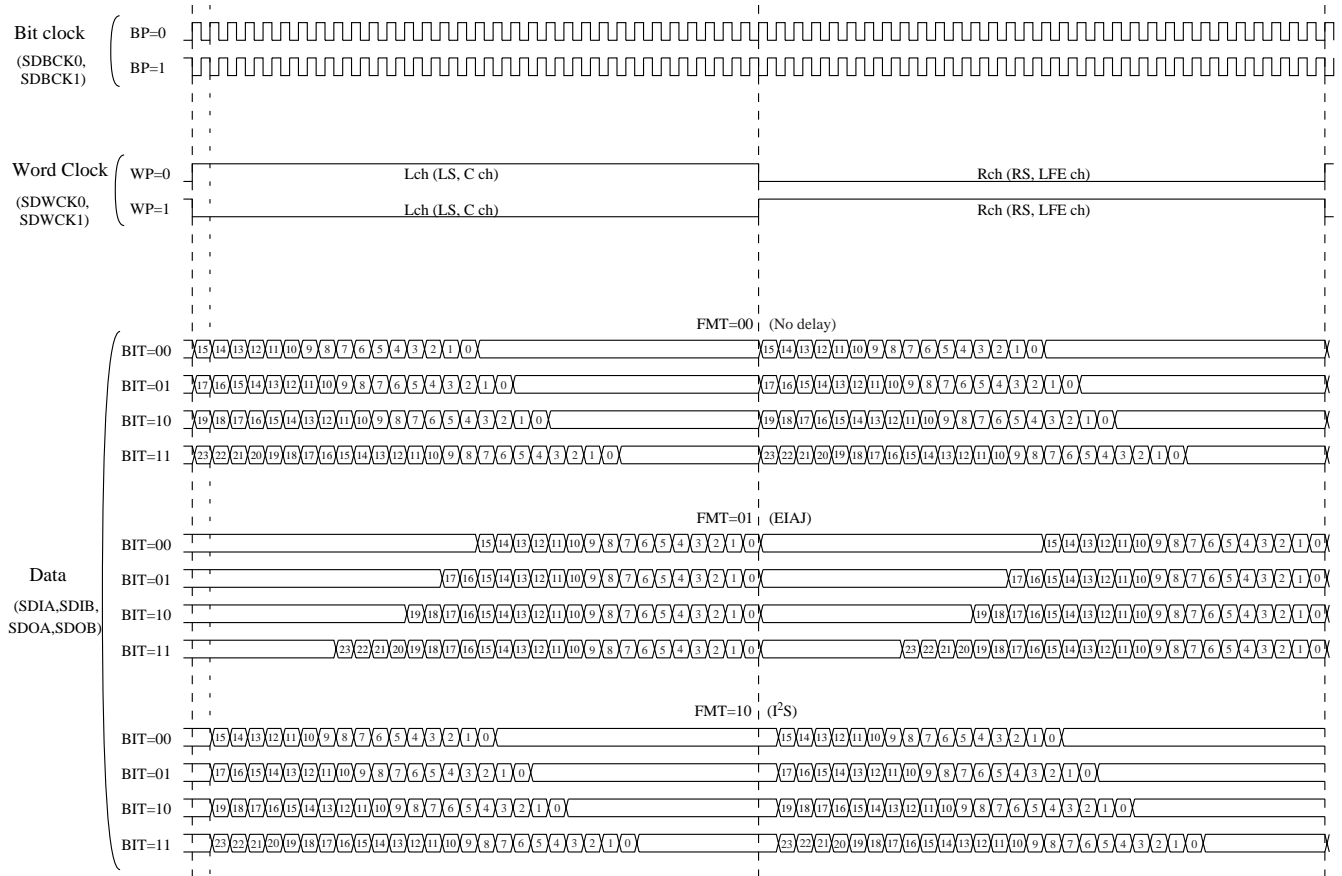 Bit clock
(SDBCK0,
SDBCK1)
BP=0
BP=1
Word Clock
(SDWCK0,
SDWCK1)
WP=0 Lch (LS, C ch) Rch (RS, LFE ch)
WP=1 Lch (LS, C ch) Rch (RS, LFE ch)
Data
(SDIA,SDIB,
SDOA,SDOB)
FMT=00 (No delay)
BIT=00 15 14 13 12 11 10 9 8 7 6 5 4 3 2 1 0 15 14 13 12 11 10 9 8 7 6 5 4 3 2 1 0
BIT=01 17 16 15 14 13 12 11 10 9 8 7 6 5 4 3 2 1 0 17 16 15 14 13 12 11 10 9 8 7 6 5 4 3 2 1 0
BIT=10 19 18 17 16 15 14 13 12 11 10 9 8 7 6 5 4 3 2 1 0 19 18 17 16 15 14 13 12 11 10 9 8 7 6 5 4 3 2 1 0
BIT=11 23 22 21 20 19 18 17 16 15 14 13 12 11 10 9 8 7 6 5 4 3 2 1 0 23 22 21 20 19 18 17 16 15 14 13 12 11 10 9 8 7 6 5 4 3 2 1 0
FMT=01 (EIAJ)
BIT=00 15 14 13 12 11 10 9 8 7 6 5 4 3 2 1 0 15 14 13 12 11 10 9 8 7 6 5 4 3 2 1 0
BIT=01 17 16 15 14 13 12 11 10 9 8 7 6 5 4 3 2 1 0 17 16 15 14 13 12 11 10 9 8 7 6 5 4 3 2 1 0
BIT=10 19 18 17 16 15 14 13 12 11 10 9 8 7 6 5 4 3 2 1 0 19 18 17 16 15 14 13 12 11 10 9 8 7 6 5 4 3 2 1 0
BIT=11 23 22 21 20 19 18 17 16 15 14 13 12 11 10 9 8 7 6 5 4 3 2 1 0 23 22 21 20 19 18 17 16 15 14 13 12 11 10 9 8 7 6 5 4 3 2 1 0
FMT=10 (I²S)
BIT=00 15 14 13 12 11 10 9 8 7 6 5 4 3 2 1 0 15 14 13 12 11 10 9 8 7 6 5 4 3 2 1 0
BIT=01 17 16 15 14 13 12 11 10 9 8 7 6 5 4 3 2 1 0 17 16 15 14 13 12 11 10 9 8 7 6 5 4 3 2 1 0
BIT=10 19 18 17 16 15 14 13 12 11 10 9 8 7 6 5 4 3 2 1 0 19 18 17 16 15 14 13 12 11 10 9 8 7 6 5 4 3 2 1 0
BIT=11 23 22 21 20 19 18 17 16 15 14 13 12 11 10 9 8 7 6 5 4 3 2 1 0 23 22 21 20 19 18 17 16 15 14 13 12 11 10 9 8 7 6 5 4 3 2 1 0